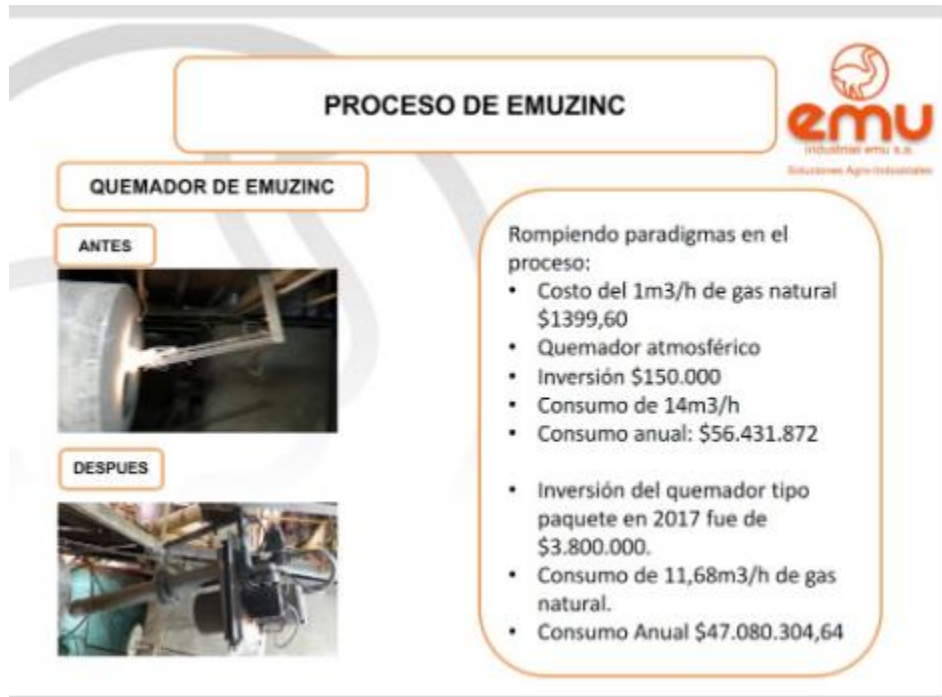 PROCESO DE EMUZINC
emu
industrias emu s.a.
Soluciones Agro-Industriales
QUEMADOR DE EMUZINC
ANTES
DESPUES
Rompiendo paradigmas en el
proceso:
• Costo del 1m3/h de gas natural
$1399,60
• Quemador atmosférico
• Inversión $150.000
• Consumo de 14m3/h
• Consumo anual: $56.431.872
• Inversión del quemador tipo
paquete en 2017 fue de
$3.800.000.
• Consumo de 11,68m3/h de gas
natural.
• Consumo Anual $47.080.304,64